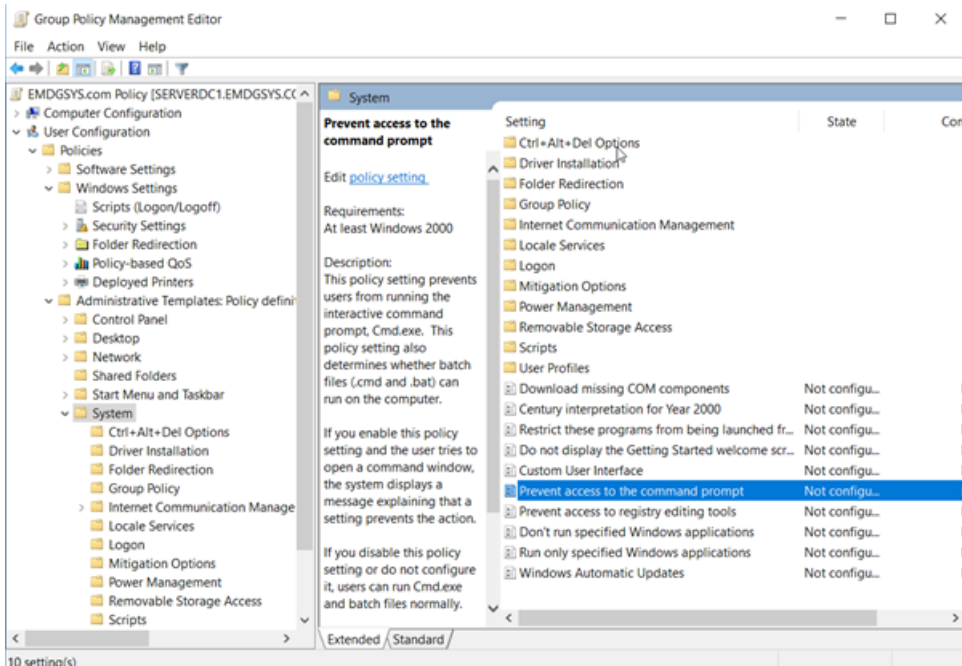 Group Policy Management Editor
File Action View Help
EMDGSYS.com Policy [SERVERDC1.EMDGSYS.CC
Computer Configuration
User Configuration
Policies
Software Settings
Windows Settings
Scripts (Logon/Logoff)
Security Settings
Folder Redirection
Policy-based QoS
Deployed Printers
Administrative Templates: Policy defini
Control Panel
Desktop
Network
Shared Folders
Start Menu and Taskbar
System
Ctrl+Alt+Del Options
Driver Installation
Folder Redirection
Group Policy
Internet Communication Manage
Locale Services
Logon
Mitigation Options
Power Management
Removable Storage Access
Scripts
System
Prevent access to the
command prompt
Edit policy setting
Requirements:
At least Windows 2000
Description:
This policy setting prevents
users from running the
interactive command
prompt, Cmd.exe. This
policy setting also
determines whether batch
files (.cmd and .bat) can
run on the computer.
If you enable this policy
setting and the user tries to
open a command window,
the system displays a
message explaining that a
setting prevents the action.
If you disable this policy
setting or do not configure
it, users can run Cmd.exe
and batch files normally.
Setting State Cor
Ctrl+Alt+Del Options
Driver Installation
Folder Redirection
Group Policy
Internet Communication Management
Locale Services
Logon
Mitigation Options
Power Management
Removable Storage Access
Scripts
User Profiles
Download missing COM components Not configu...
Century interpretation for Year 2000 Not configu...
Restrict these programs from being launched fr... Not configu...
Do not display the Getting Started welcome scr... Not configu...
Custom User Interface Not configu...
Prevent access to the command prompt Not configu...
Prevent access to registry editing tools Not configu...
Don't run specified Windows applications Not configu...
Run only specified Windows applications Not configu...
Windows Automatic Updates Not configu...
Extended Standard
10 setting(s)